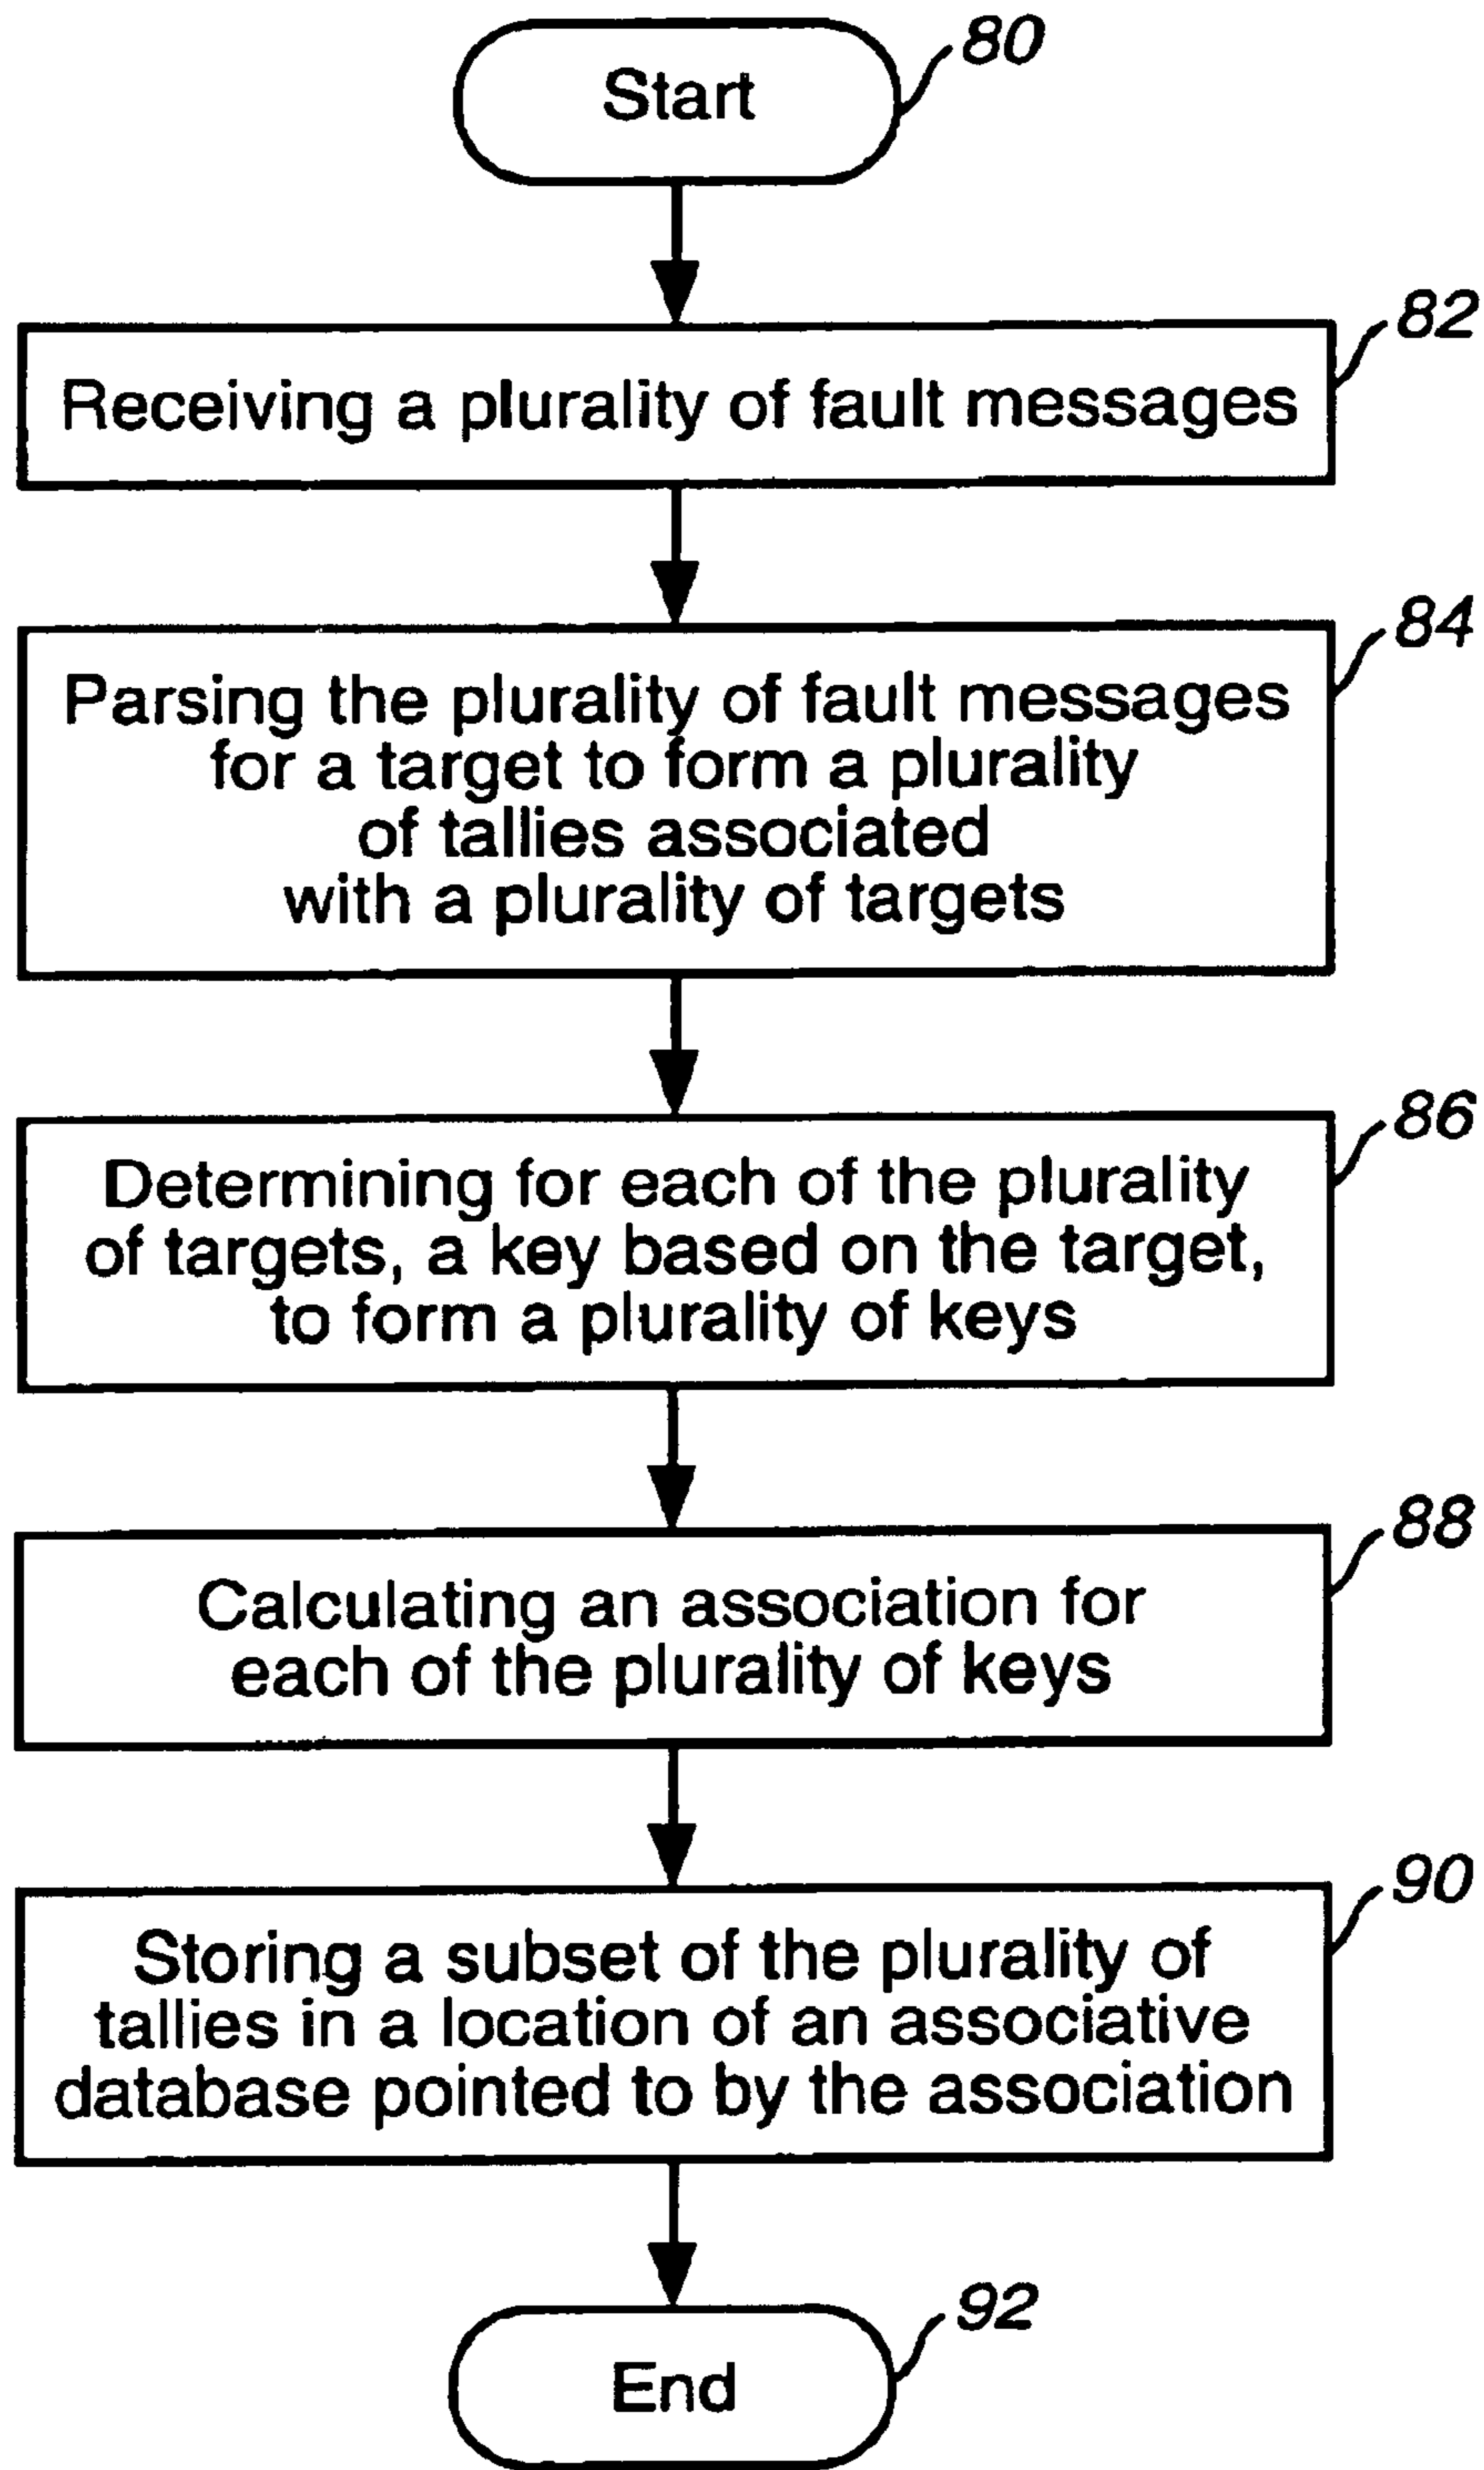 80
Start
82
Receiving a plurality of fault messages
84
Parsing the plurality of fault messages
for a target to form a plurality
of tallies associated
with a plurality of targets
86
Determining for each of the plurality
of targets, a key based on the target,
to form a plurality of keys
88
Calculating an association for
each of the plurality of keys
90
Storing a subset of the plurality of
tallies in a location of an associative
database pointed to by the association
92
End